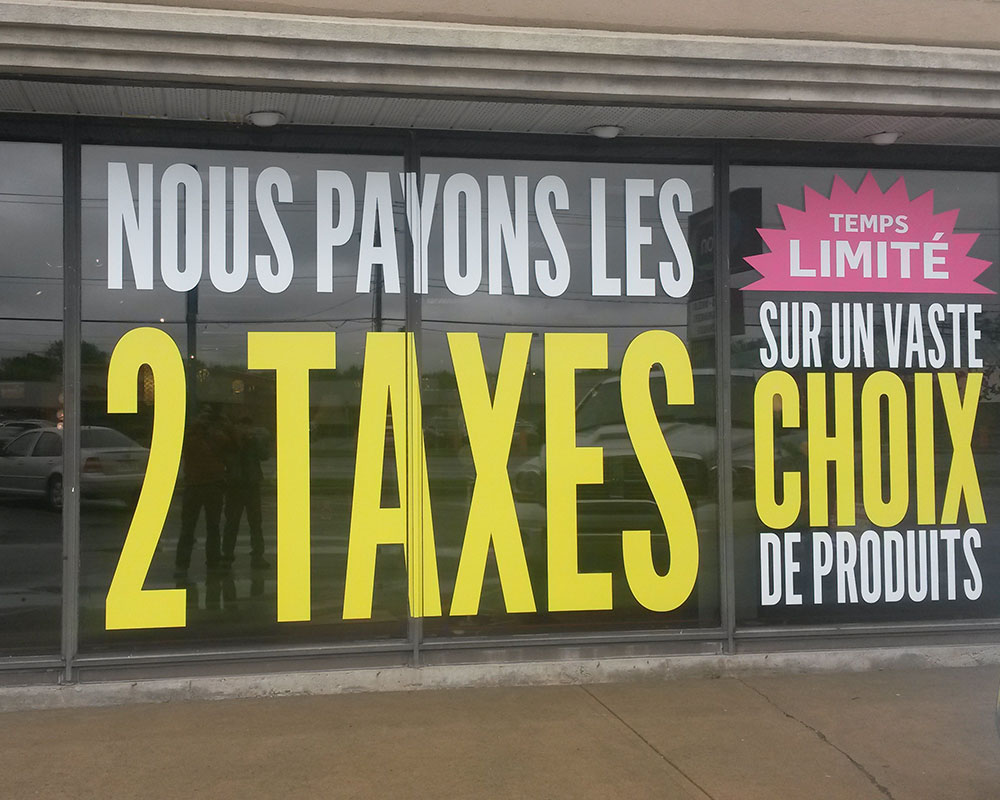 NOUS PAYONS LES
2 TAXES
TEMPS
LIMITÉ
SUR UN VASTE
CHOIX
DE PRODUITS